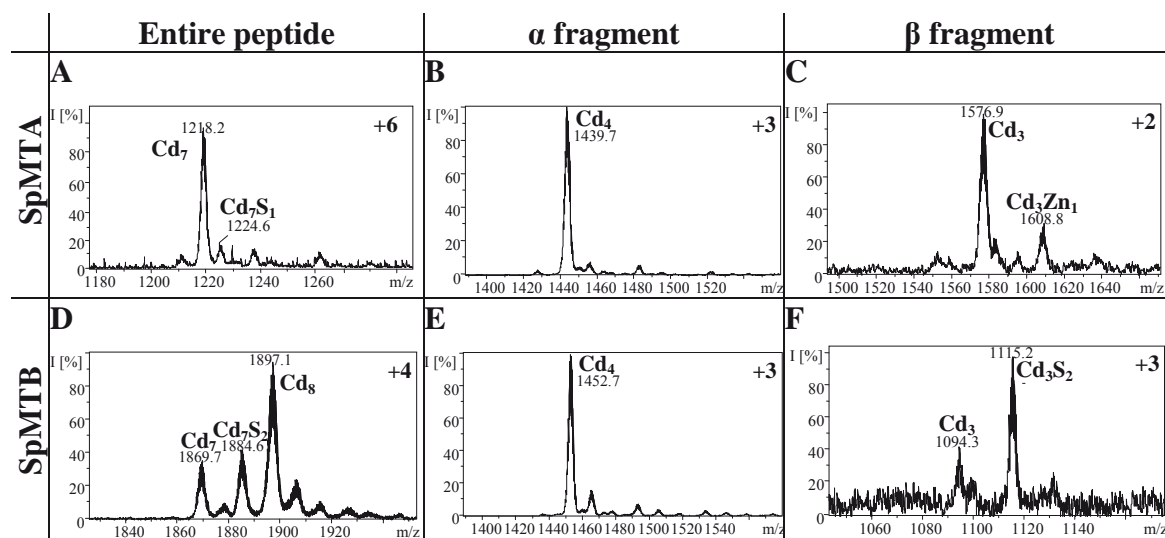 Entire peptide α fragment β fragment
SpMTA
A
I [%]
1218.2
+6
Cd7
Cd7S1
1224.6
80
60
40
20
0
1180 1200 1220 1240 1260 m/z
B
I [%]
Cd4
1439.7
+3
80
60
40
20
0
1400 1420 1440 1460 1480 1520 m/z
C
I [%]
1576.9
+2
Cd3
Cd3Zn1
1608.8
80
60
40
20
0
1500 1520 1540 1560 1580 1600 1620 1640 m/z
SpMTB
D
I [%]
1897.1
+4
Cd8
Cd7S2
1884.6
Cd7
1869.7
80
60
40
20
0
1840 1860 1880 1900 1920 m/z
E
I [%]
Cd4
1452.7
+3
80
60
40
20
0
1400 1420 1440 1460 1480 1500 1520 1540 m/z
F
I [%]
1115.2
+3
Cd3S2
Cd3
1094.3
80
60
40
20
0
1060 1080 1100 1120 1140 m/z